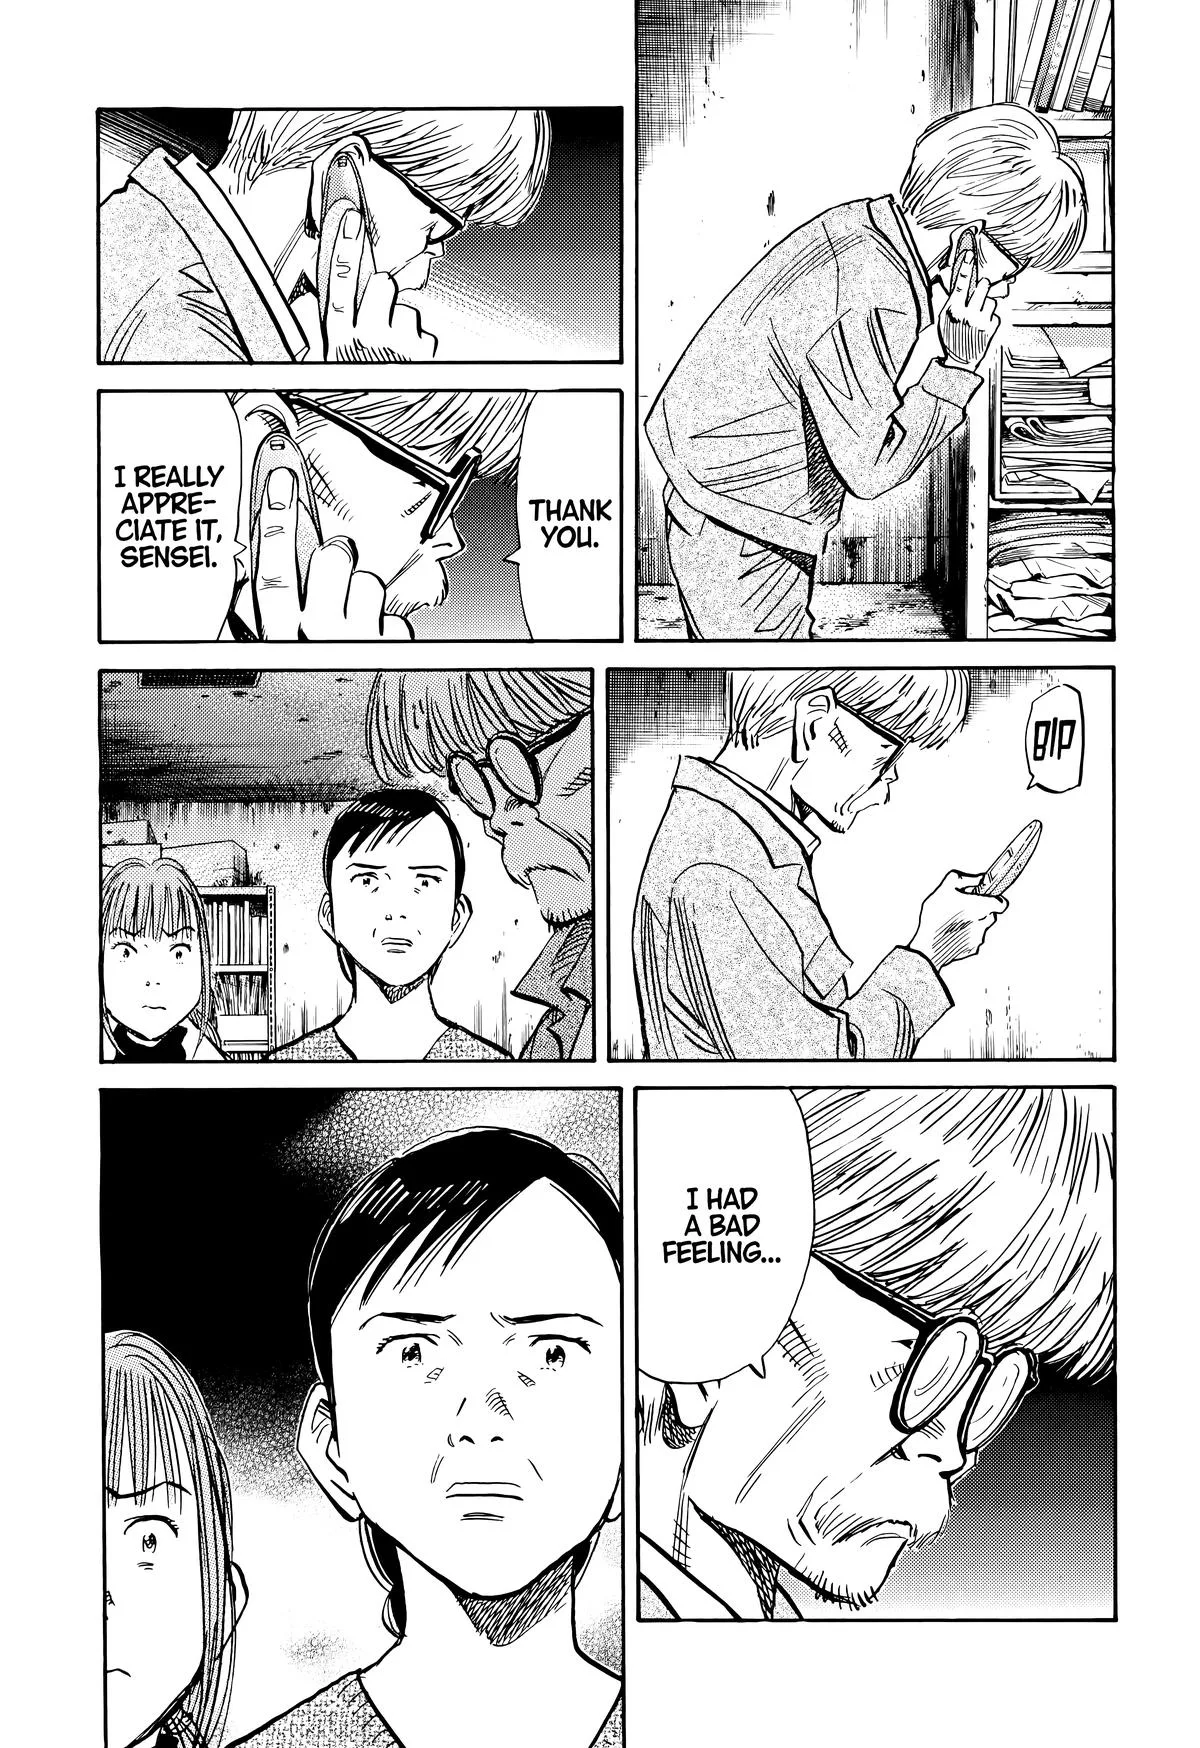 THANK
YOU.
I REALLY
APPRE-
CIATE IT,
SENSEI.
BIP
I HAD
A BAD
FEELING...